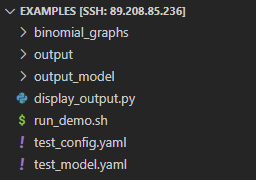 EXAMPLES [SSH: 89.208.85.236]
binomial_graphs
output
output_model
display_output.py
$ run_demo.sh
! test_config.yaml
! test_model.yaml